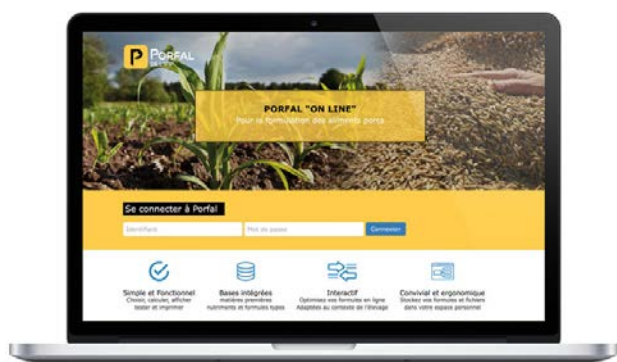 PORFAL
PORFAL "ON LINE"
Pour la formulation des aliments porcs
Se connecter à Porfal
Identifiant
Mot de passe
Connexion
Simple et Fonctionnel
Choisir, calculer, afficher
tester et imprimer
Bases intégrées
matières premières
nutriments et formules types
Interactif
Optimisez vos formules en ligne
Adaptées au contexte de l'élevage
Convivial et ergonomique
Stockez vos formules et fichiers
dans votre espace personnel